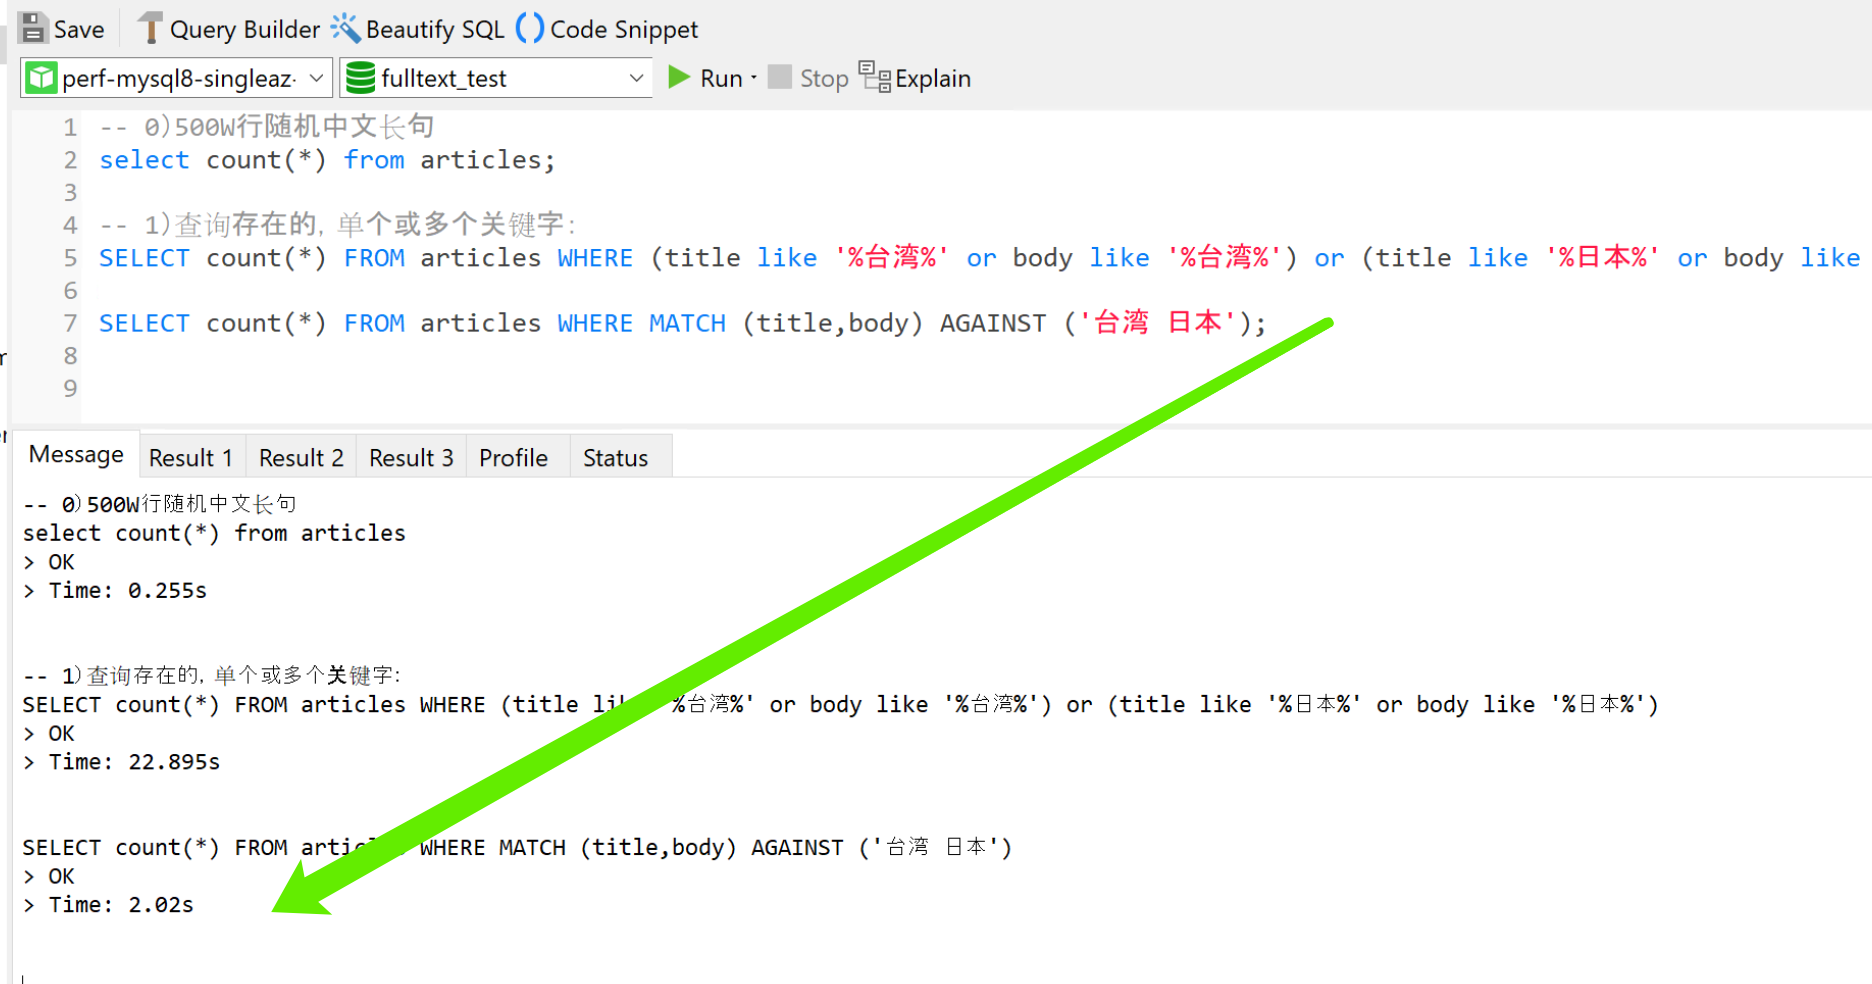 Save Query Builder Beautify SQL Code Snippet
perf-mysql8-singleaz- fulltext_test Run Stop Explain
1 -- 0)500W行随机中文长句
2 select count(*) from articles;
3
4 -- 1)查询存在的, 单个或多个关键字:
5 SELECT count(*) FROM articles WHERE (title like '%台湾%' or body like '%台湾%') or (title like '%日本%' or body like
6
7 SELECT count(*) FROM articles WHERE MATCH (title,body) AGAINST ('台湾 日本');
8
9
Message Result 1 Result 2 Result 3 Profile Status
-- 0)500W行随机中文长句
select count(*) from articles
> OK
> Time: 0.255s
-- 1)查询存在的, 单个或多个关键字:
SELECT count(*) FROM articles WHERE (title like '%台湾%' or body like '%台湾%') or (title like '%日本%' or body like '%日本%')
> OK
> Time: 22.895s
SELECT count(*) FROM articles WHERE MATCH (title,body) AGAINST ('台湾 日本')
> OK
> Time: 2.02s